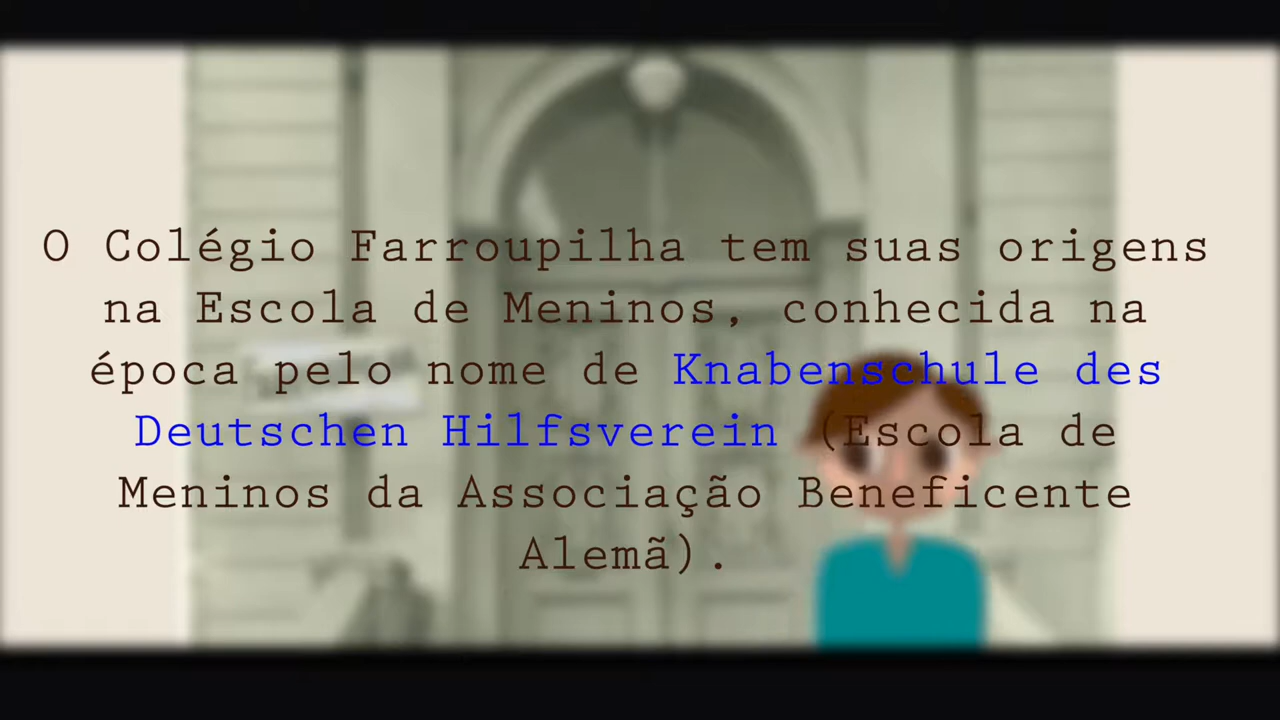 O Colégio Farroupilha tem suas origens
na Escola de Meninos, conhecida na
época pelo nome de Knabenschule des
Deutschen Hilfsverein (Escola de
Meninos da Associação Beneficente
Alemã).